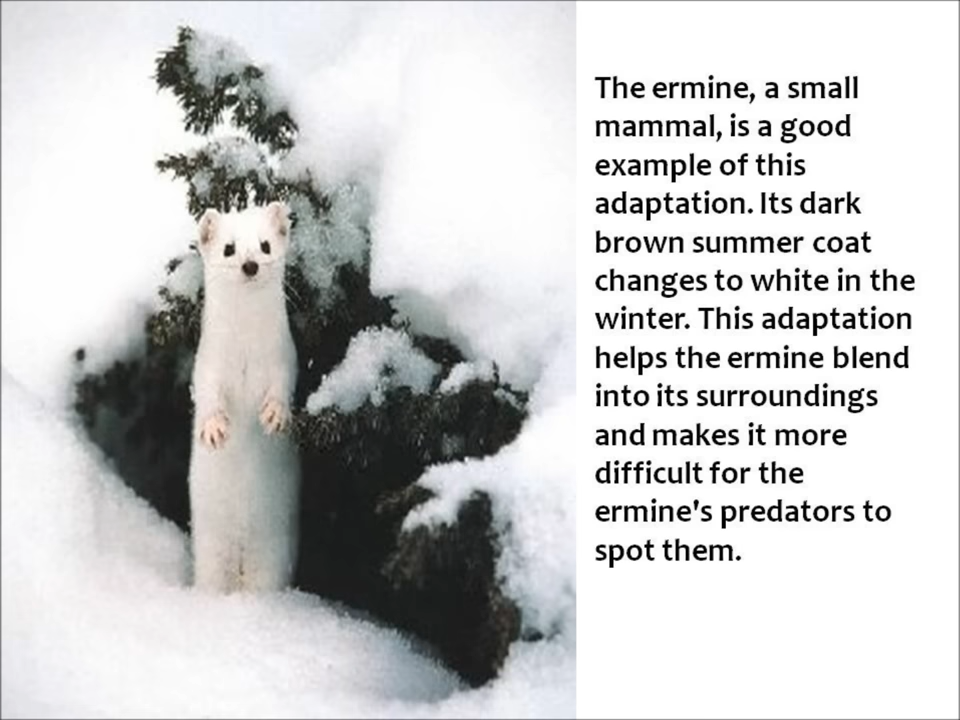 The ermine, a small
mammal, is a good
example of this
adaptation. Its dark
brown summer coat
changes to white in the
winter. This adaptation
helps the ermine blend
into its surroundings
and makes it more
difficult for the
ermine's predators to
spot them.